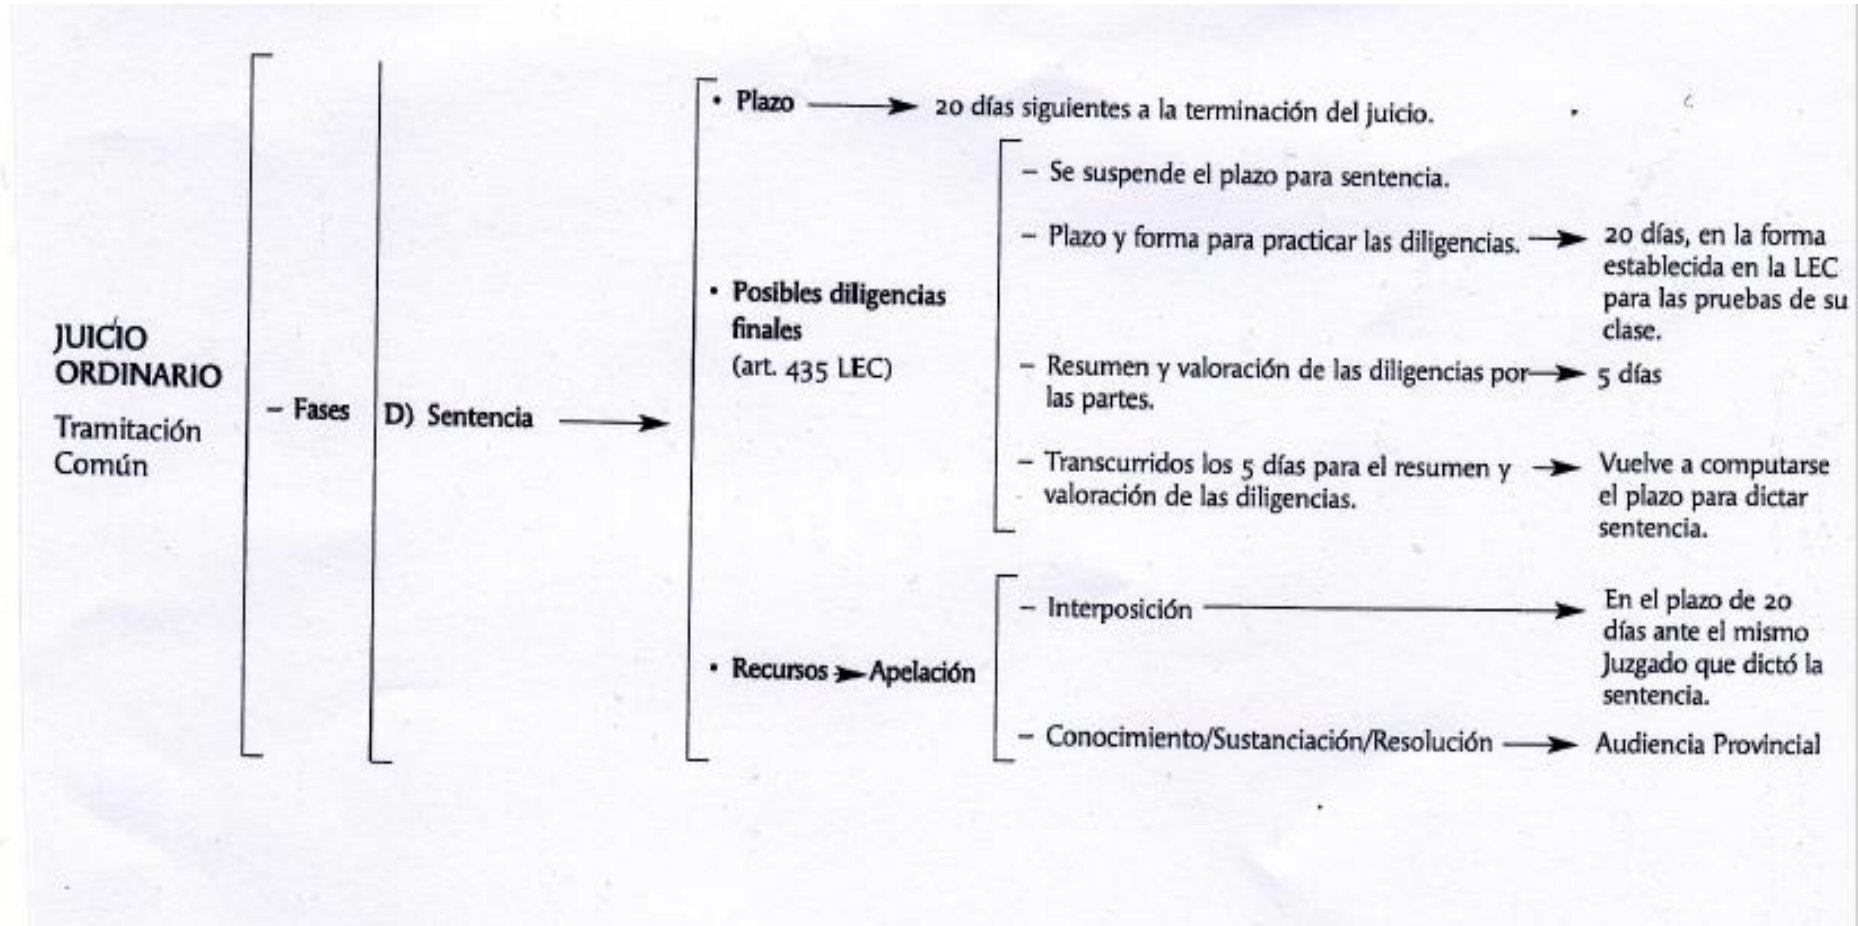 JUICIO
ORDINARIO
Tramitación
Común
– Fases
D) Sentencia
• Plazo
20 días siguientes a la terminación del juicio.
• Posibles diligencias
finales
(art. 435 LEC)
– Se suspende el plazo para sentencia.
– Plazo y forma para practicar las diligencias.
20 días, en la forma
establecida en la LEC
para las pruebas de su
clase.
– Resumen y valoración de las diligencias por
las partes.
5 días
– Transcurridos los 5 días para el resumen y
valoración de las diligencias.
Vuelve a computarse
el plazo para dictar
sentencia.
• Recursos Apelación
– Interposición
En el plazo de 20
días ante el mismo
Juzgado que dictó la
sentencia.
– Conocimiento/Sustanciación/Resolución
Audiencia Provincial